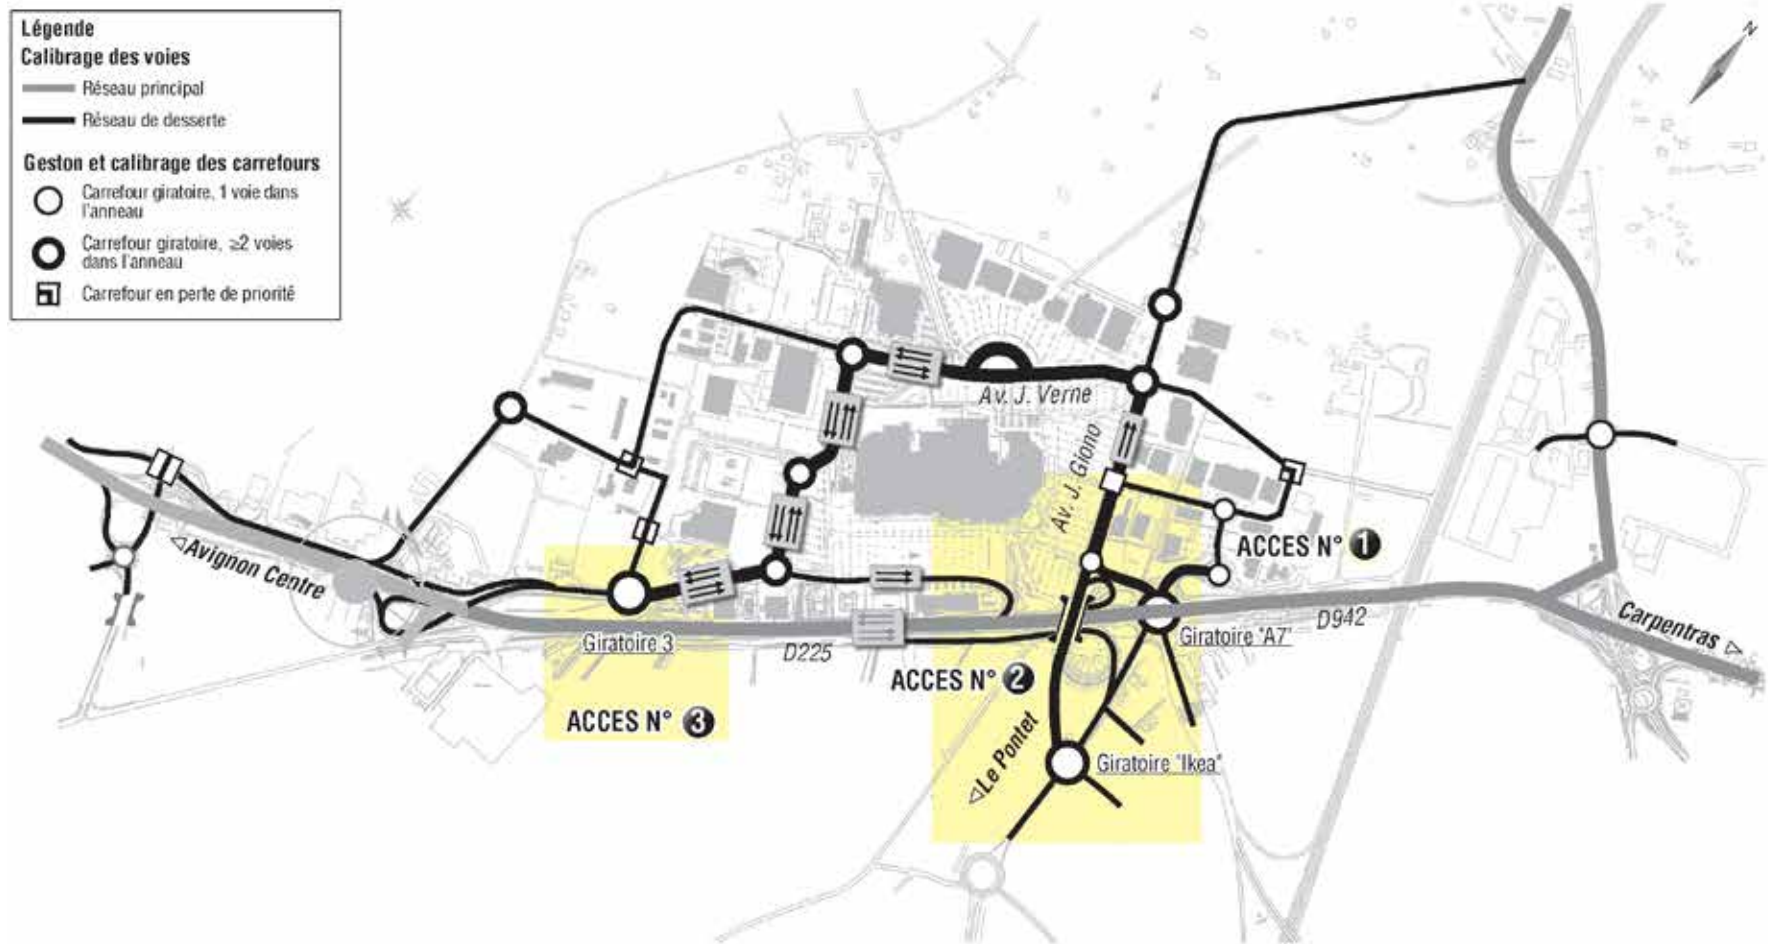 Légende
Calibrage des voies
Réseau principal
Réseau de desserte
Geston et calibrage des carrefours
Carrefour giratoire, 1 voie dans
l'anneau
Carrefour giratoire, ≥2 voies
dans l'anneau
Carrefour en perte de priorité
N
Av. J. Verne
Av. J. Giono
ACCES N° 1
◁Avignon Centre
Giratoire 3
D225
Giratoire "A7"
D942
Carpentras ▷
ACCES N° 2
ACCES N° 3
◁Le Pontet
Giratoire "Ikea"